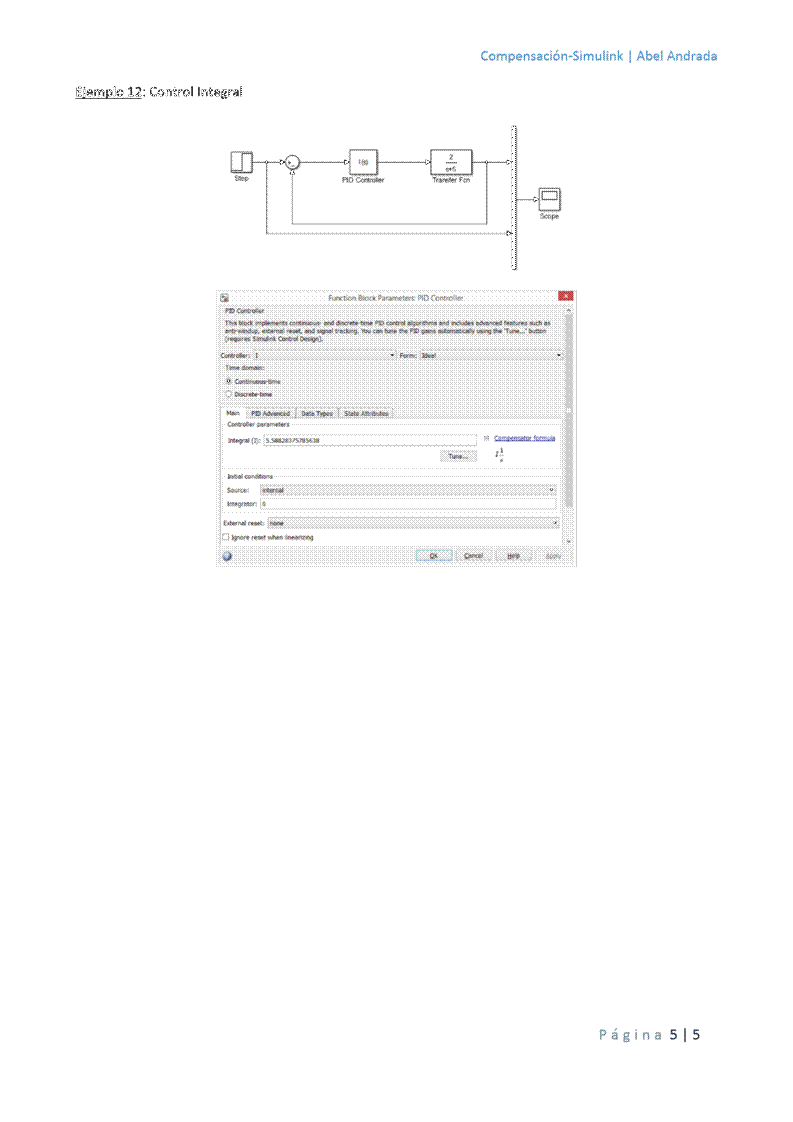 Compensación-Simulink | Abel Andrada
Ejemplo 12: Control Integral
Step
I(s)
PID Controller
2
s+5
Transfer Fcn
Scope
Function Block Parameters: PID Controller
PID Controller
This block implements continuous- and discrete-time PID control algorithms and includes advanced features such as
anti-windup, external reset, and signal tracking. You can tune the PID gains automatically using the 'Tune...' button
(requires Simulink Control Design).
Controller: I Form: Ideal
Time domain:
Continuous-time
Discrete-time
Main PID Advanced Data Types State Attributes
Controller parameters
Integral (I): 5.58828375785638 Compensator formula
Tune...
I 1
s
Initial conditions
Source: internal
Integrator: 0
External reset: none
Ignore reset when linearizing
OK Cancel Help Apply
Página 5 | 5